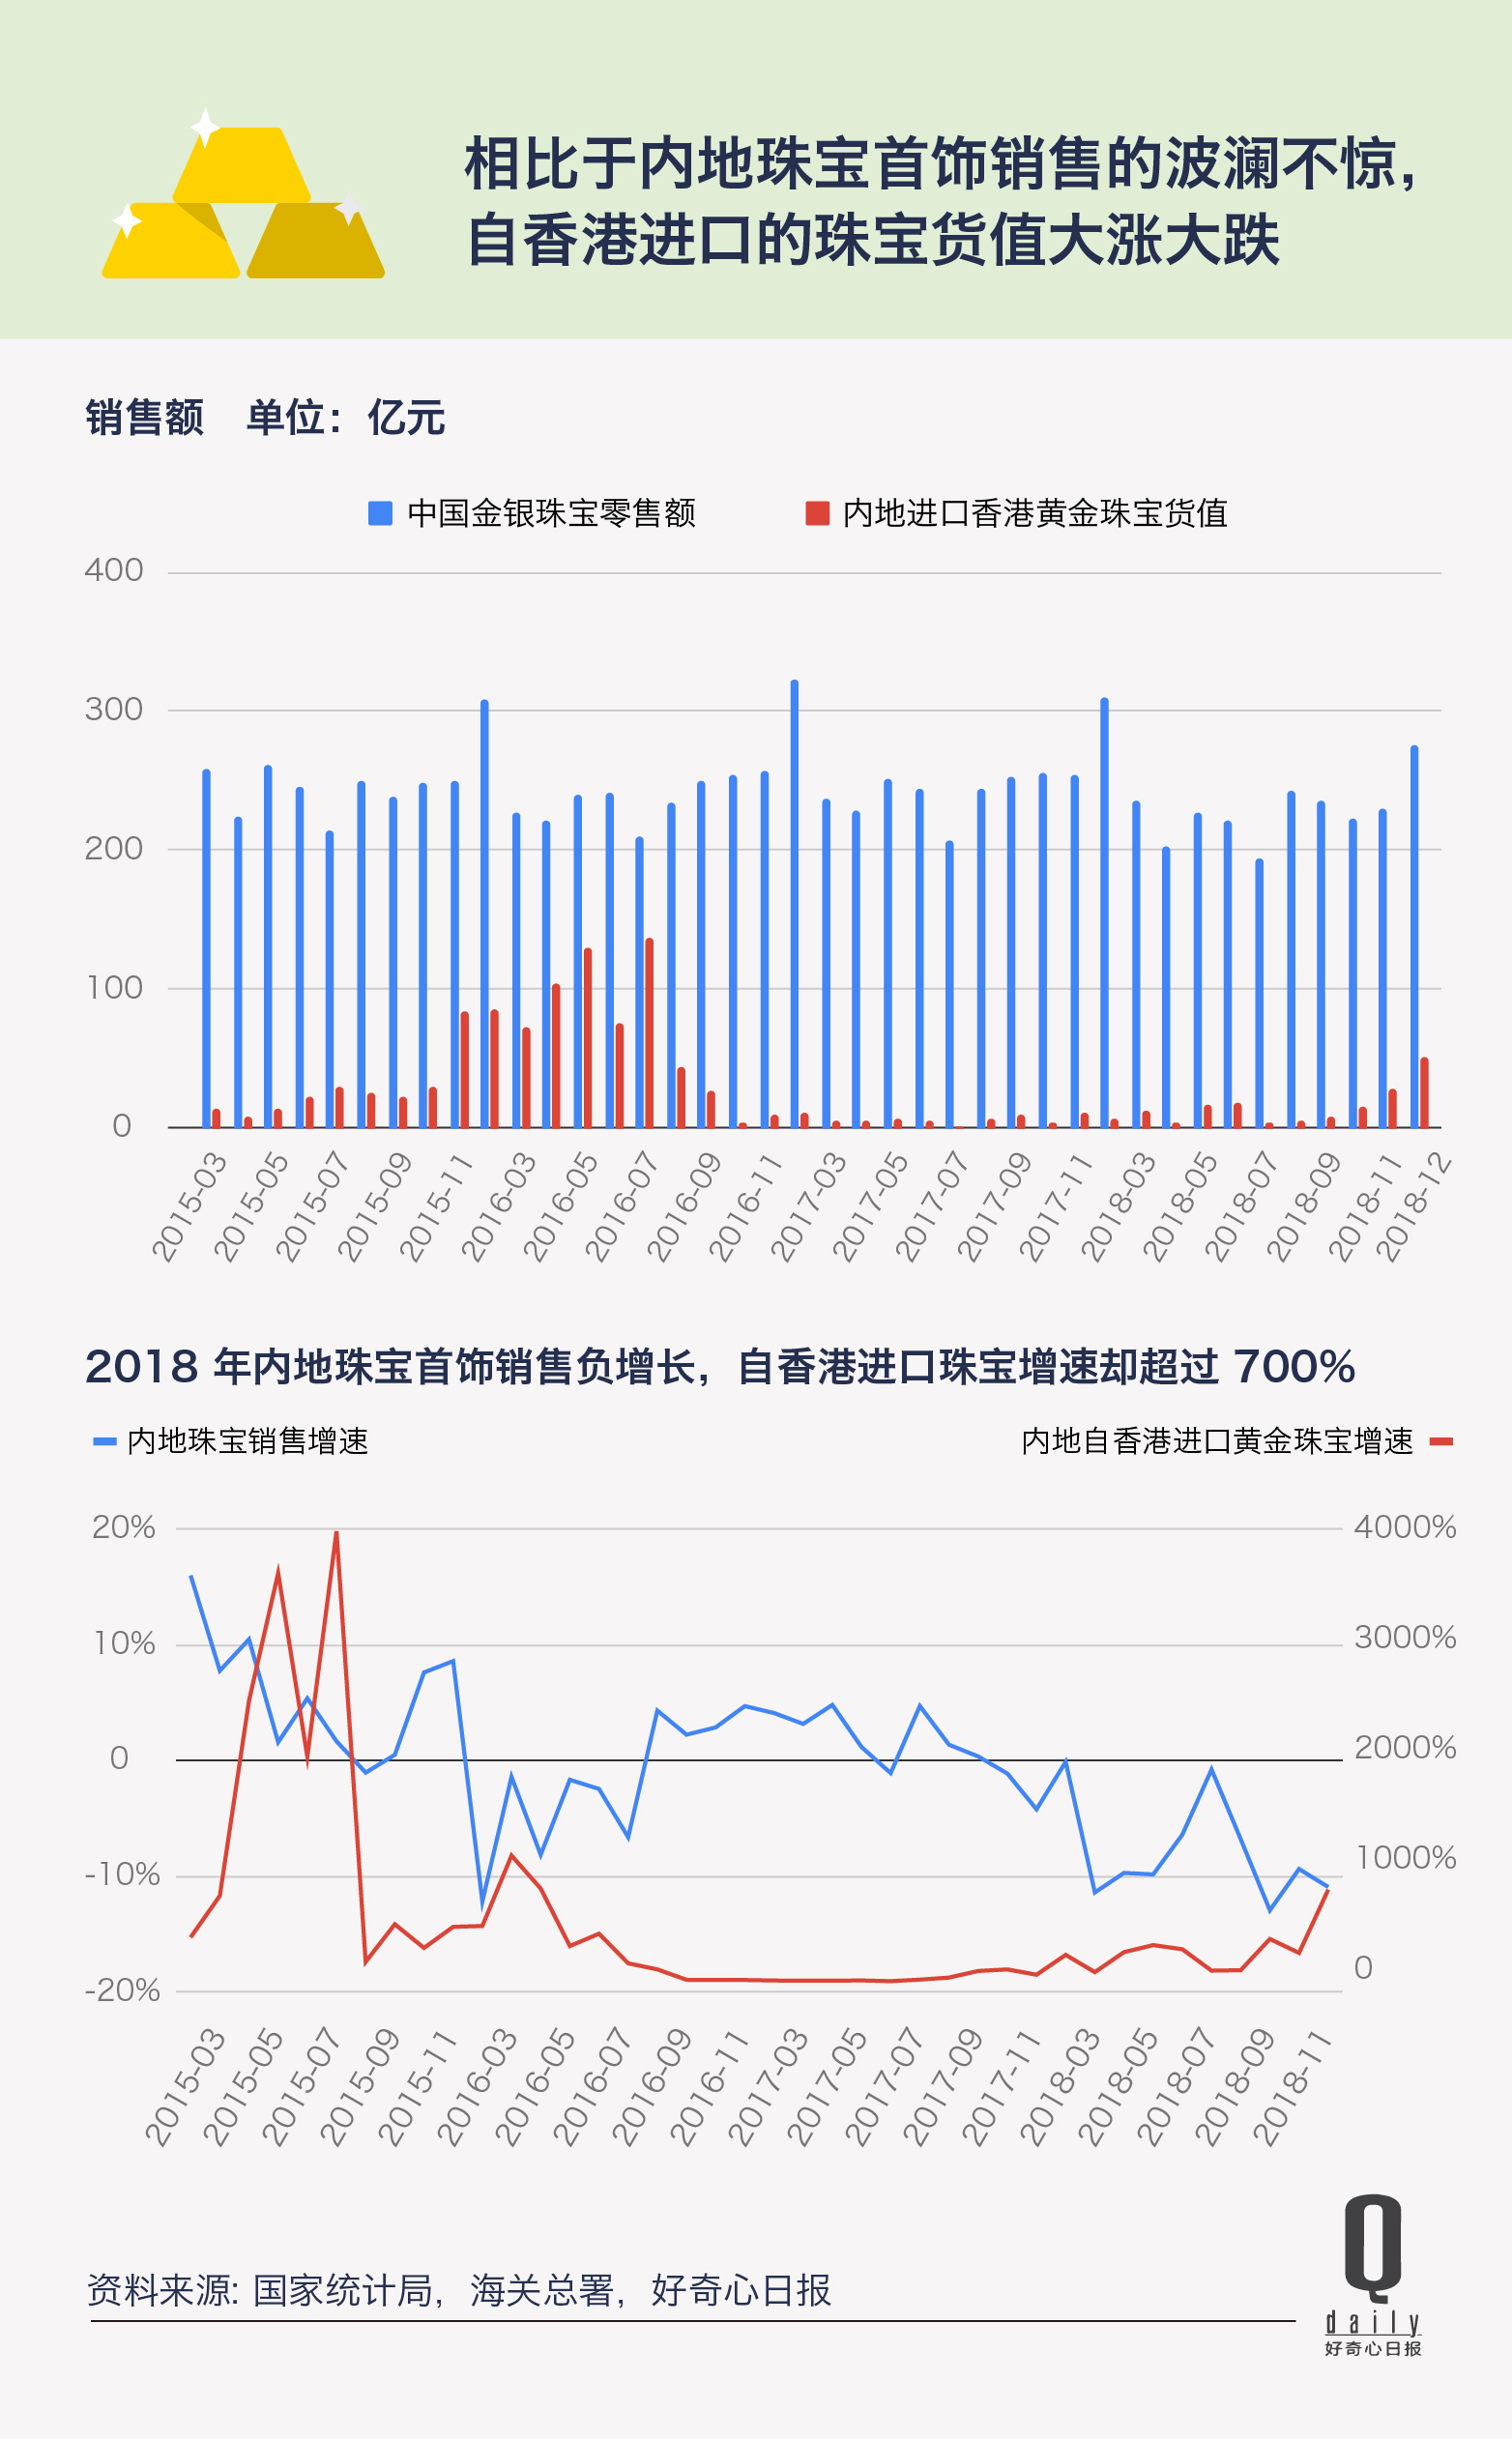 相比于内地珠宝首饰销售的波澜不惊，
自香港进口的珠宝货值大涨大跌
销售额　单位：亿元
中国金银珠宝零售额　内地进口香港黄金珠宝货值
400
300
200
100
0
2015-03 2015-05 2015-07 2015-09 2015-11 2016-03 2016-05 2016-07 2016-09 2016-11 2017-03 2017-05 2017-07 2017-09 2017-11 2018-03 2018-05 2018-07 2018-09 2018-11 2018-12
2018 年内地珠宝首饰销售负增长，自香港进口珠宝增速却超过 700%
内地珠宝销售增速　内地自香港进口黄金珠宝增速
20% 4000%
10% 3000%
0 2000%
-10% 1000%
-20% 0
2015-03 2015-05 2015-07 2015-09 2015-11 2016-03 2016-05 2016-07 2016-09 2016-11 2017-03 2017-05 2017-07 2017-09 2017-11 2018-03 2018-05 2018-07 2018-09 2018-11
资料来源: 国家统计局，海关总署，好奇心日报
Q
daily
好奇心日报